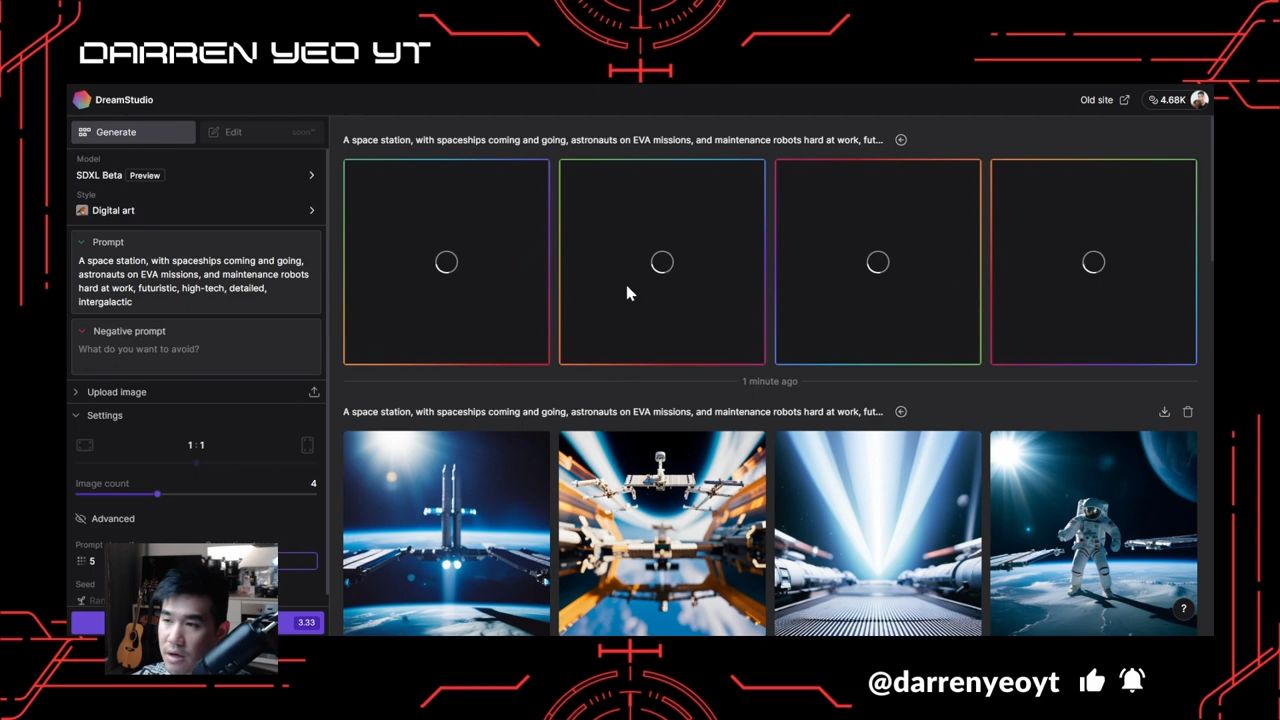 DARREN YEO YT
DreamStudio
Old site
4.68K
Generate
Edit
soon™
Model
SDXL Beta Preview
Style
Digital art
Prompt
A space station, with spaceships coming and going,
astronauts on EVA missions, and maintenance robots
hard at work, futuristic, high-tech, detailed,
intergalactic
Negative prompt
What do you want to avoid?
Upload image
Settings
1 : 1
Image count 4
Advanced
5
Seed
3.33
A space station, with spaceships coming and going, astronauts on EVA missions, and maintenance robots hard at work, fut...
1 minute ago
A space station, with spaceships coming and going, astronauts on EVA missions, and maintenance robots hard at work, fut...
?
@darrenyeoyt